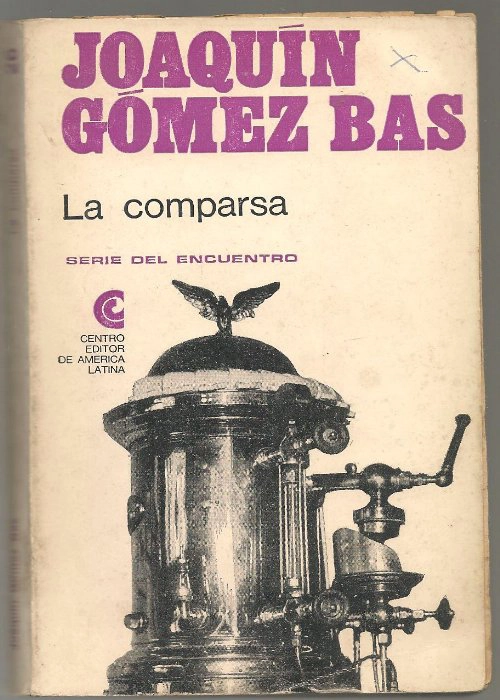 JOAQUÍN
GÓMEZ BAS
La comparsa
SERIE DEL ENCUENTRO
CENTRO
EDITOR
DE AMERICA
LATINA